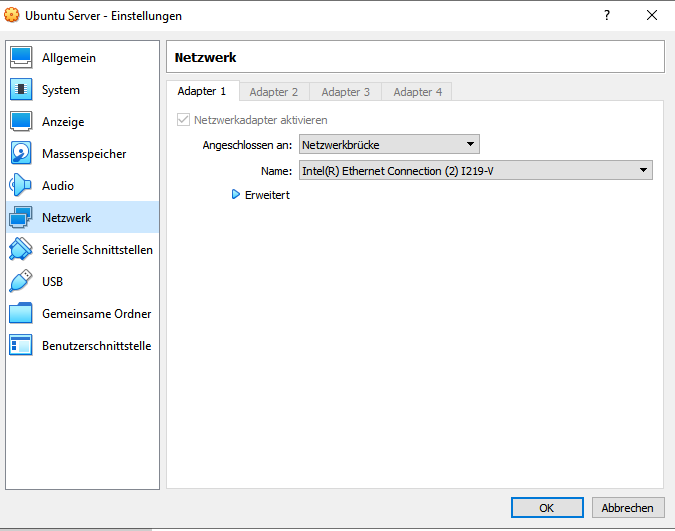 Ubuntu Server - Einstellungen
?
Allgemein
System
Anzeige
Massenspeicher
Audio
Netzwerk
Serielle Schnittstellen
USB
Gemeinsame Ordner
Benutzerschnittstelle
Netzwerk
Adapter 1 Adapter 2 Adapter 3 Adapter 4
Netzwerkadapter aktivieren
Angeschlossen an: Netzwerkbrücke
Name: Intel(R) Ethernet Connection (2) I219-V
Erweitert
OK Abbrechen